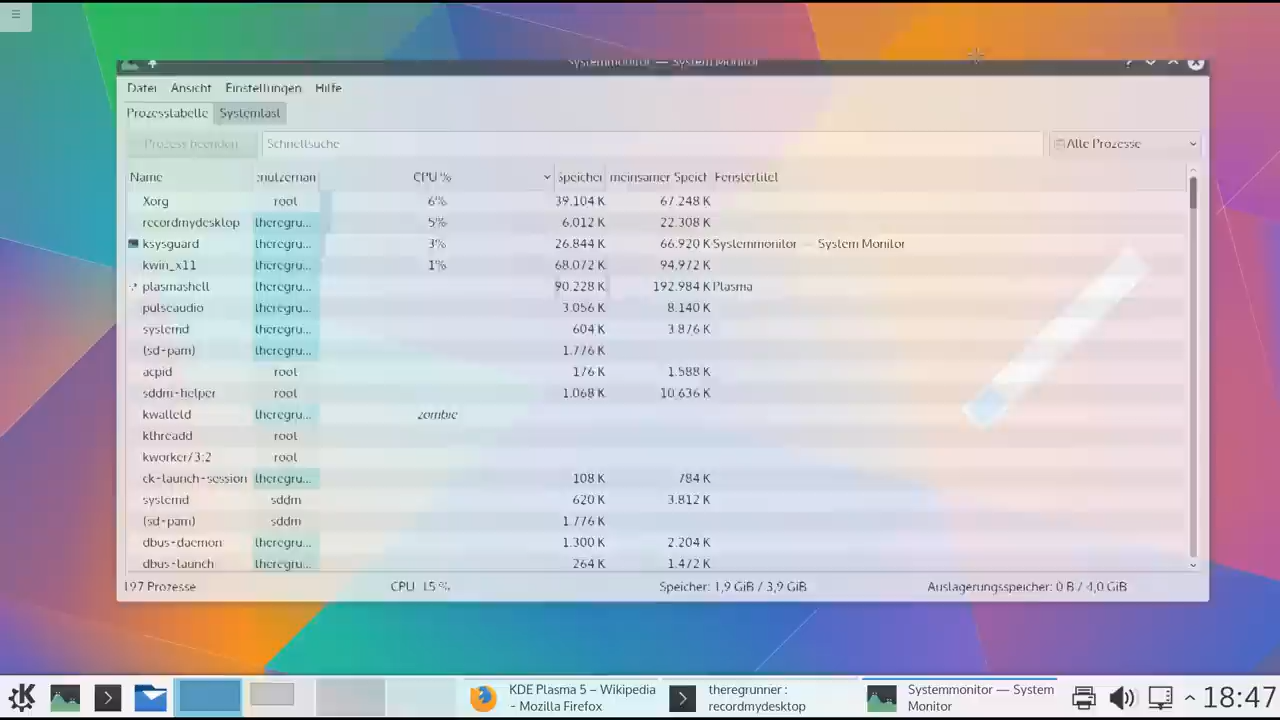 Systemmonitor — System Monitor
Datei Ansicht Einstellungen Hilfe
Prozesstabelle Systemlast
Prozess beenden Schnellsuche Alle Prozesse
Name enutzernan CPU % Speicher meinsamer Speich Fenstertitel
Xorg root 6% 39.104 K 67.248 K
recordmydesktop theregru... 5% 6.012 K 22.308 K
ksysguard theregru... 3% 26.844 K 66.920 K Systemmonitor — System Monitor
kwin_x11 theregru... 1% 68.072 K 94.972 K
plasmashell theregru... 90.228 K 192.984 K Plasma
pulseaudio theregru... 3.056 K 8.140 K
systemd theregru... 604 K 3.876 K
(sd-pam) theregru... 1.776 K
acpid root 176 K 1.588 K
sddm-helper root 1.068 K 10.636 K
kwalletd theregru... zombie
kthreadd root
kworker/3:2 root
ck-launch-session theregru... 108 K 784 K
systemd sddm 620 K 3.812 K
(sd-pam) sddm 1.776 K
dbus-daemon theregru... 1.300 K 2.204 K
dbus-launch theregru... 264 K 1.472 K
197 Prozesse CPU 15 % Speicher: 1,9 GiB / 3,9 GiB Auslagerungsspeicher: 0 B / 4,0 GiB
KDE Plasma 5 – Wikipedia
- Mozilla Firefox
theregrunner :
recordmydesktop
Systemmonitor — System
Monitor
18:47